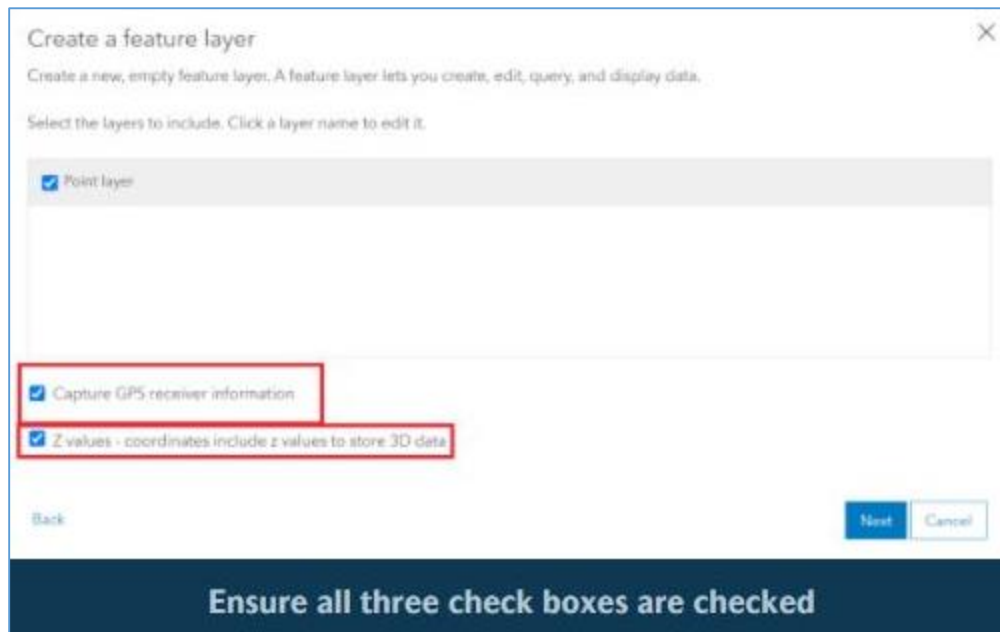 Create a feature layer
Create a new, empty feature layer. A feature layer lets you create, edit, query, and display data.
Select the layers to include. Click a layer name to edit it.
Point layer
Capture GPS receiver information
Z values - coordinates include z values to store 3D data
Back
Next
Cancel
Ensure all three check boxes are checked